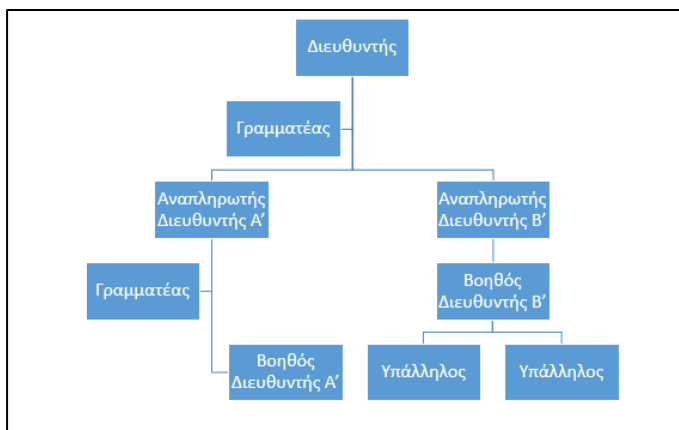 Διευθυντής
Γραμματέας
Αναπληρωτής
Διευθυντής Α’
Αναπληρωτής
Διευθυντής Β’
Γραμματέας
Βοηθός
Διευθυντής Β’
Βοηθός
Διευθυντής Α’
Υπάλληλος
Υπάλληλος